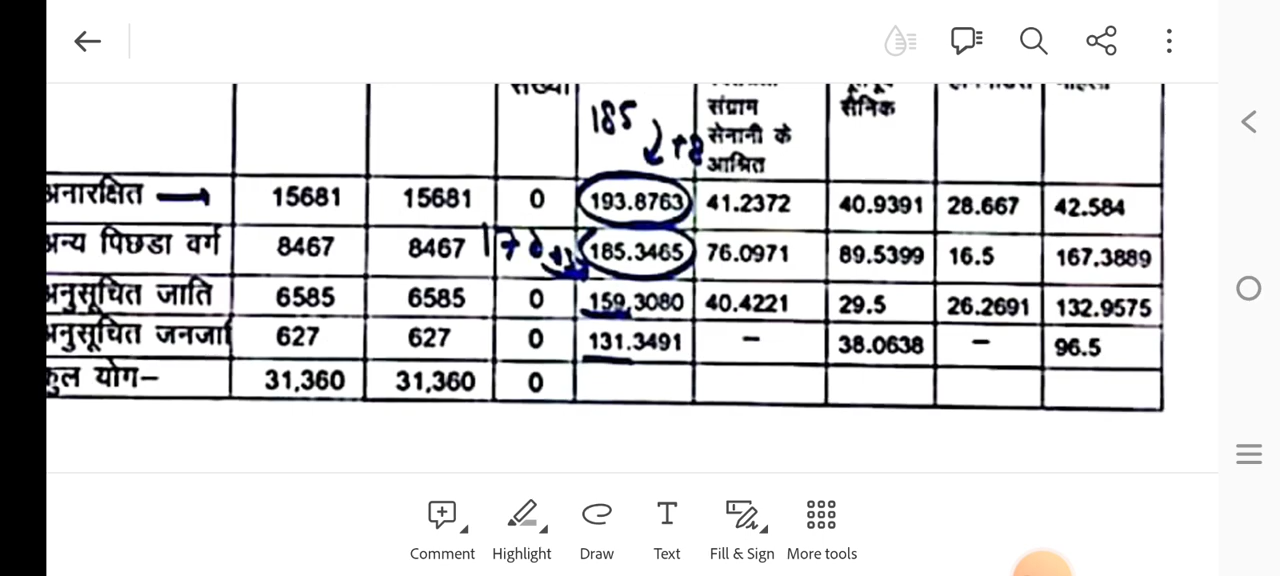 संख्या
185
+8
संग्राम
सेनानी के
आश्रित
सैनिक
अनारक्षित 15681 15681 0 193.8763 41.2372 40.9391 28.667 42.584
अन्य पिछडा वर्ग 8467 8467 185.3465 76.0971 89.5399 16.5 167.3889
अनुसूचित जाति 6585 6585 0 159.3080 40.4221 29.5 26.2691 132.9575
अनुसूचित जनजा 627 627 0 131.3491 – 38.0638 – 96.5
कुल योग– 31,360 31,360 0
Comment Highlight Draw Text Fill & Sign More tools